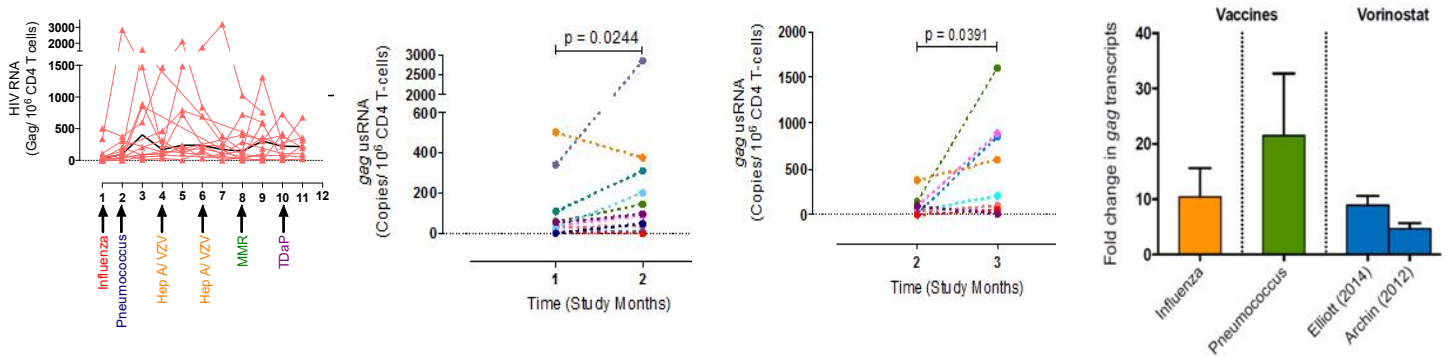 HIV RNA
(Gag/ 10⁶ CD4 T cells)
3000
2000
1500
1000
500
0
1 2 3 4 5 6 7 8 9 10 11 12
Influenza
Pneumococcus
Hep A/ VZV
Hep A/ VZV
MMR
TDaP
gag usRNA
(Copies/ 10⁶ CD4 T-cells)
p = 0.0244
3000
2500
2000
600
400
200
0
1 2
Time (Study Months)
gag usRNA
(Copies/ 10⁶ CD4 T-cells)
p = 0.0391
2000
1500
1000
500
0
2 3
Time (Study Months)
Vaccines Vorinostat
Fold change in gag transcripts
40
30
20
10
0
Influenza
Pneumococcus
Elliott (2014)
Archin (2012)